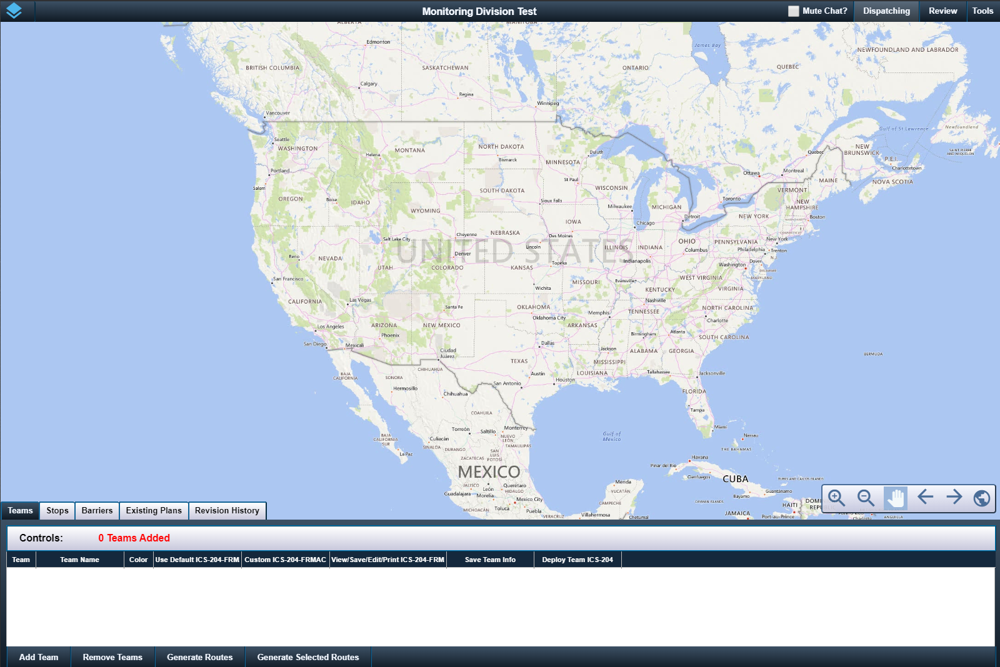 Monitoring Division Test
Mute Chat?
Dispatching
Review
Tools
ALBERTA
MANITOBA
Edmonton
James Bay
NEWFOUNDLAND AND LABRADOR
BRITISH COLUMBIA
SASKATCHEWAN
ONTARIO
QUEBEC
Calgary
Regina
Winnipeg
Vancouver
Gulf of St Lawrence
Newfoundland
Seattle
WASHINGTON
MONTANA
Helena
NORTH DAKOTA
Bismarck
Duluth
MINNESOTA
Quebec
NEW
BRUNSWICK
SAINT PIERRE
AND MIQUELON
P.E.I.
Charlottetown
Portland
Ottawa
Montreal
St Paul
MAINE
NOVA SCOTIA
Salem
OREGON
Boise
IDAHO
SOUTH DAKOTA
Sioux Falls
WISCONSIN
Milwaukee
MICHIGAN
Toronto
VERMONT
NEW
HAMPSHIRE
WYOMING
Detroit
NEW YORK
MASSACHUSETTS
Boston
IOWA
Chicago
CONNECTICUT
R.I.
Cheyenne
NEBRASKA
Des Moines
Salt Lake City
Lincoln
UNITED STATES
ILLINOIS
INDIANA
OHIO
PENNSYLVANIA
New York
Philadelphia
Trenton
Columbus
Reno
NEVADA
Denver
Indianapolis
N.J.
Dover
UTAH
COLORADO
KANSAS
Topeka
Washington
DELAWARE
MARYLAND
San Francisco
MISSOURI
Evansville
WEST VIRGINIA
Wichita
KENTUCKY
VIRGINIA
CALIFORNIA
Las Vegas
Santa Fe
OKLAHOMA
Nashville
Memphis
TENNESSEE
NORTH CAROLINA
Oklahoma City
Charlotte
Los Angeles
ARIZONA
NEW MEXICO
ARKANSAS
Atlanta
Phoenix
Birmingham
SOUTH CAROLINA
San Diego
Mexicali
Dallas
Jackson
ALABAMA
GEORGIA
Ciudad
Juárez
BERMUDA
TEXAS
MISSISSIPPI
CHIHUAHUA
BAJA
CALIFORNIA
SONORA
Austin
LOUISIANA
Tallahassee
Jacksonville
San Antonio
Houston
Hermosillo
Chihuahua
FLORIDA
COAHUILA
Tampa
Torreón
Saltillo
Monterrey
Gulf of
Mexico
Miami
BAJA
CALIFORNIA
SUR
Culiacán
NUEVO
LEÓN
Nassau
SINALOA
DURANGO
TAMAULIPAS
THE BAHAMAS
La Paz
ZACATECAS
SAN
LUIS
POTOSÍ
Havana
Pinar del Río
MEXICO
Cienfuegos
CUBA
TURKS AND CAICOS ISLANDS
JALISCO
León
Querétaro
HIDALGO
Merida
YUCATÁN
Guadalajara
Morelia
Mexico City
CAMPECHE
CAYMAN ISLANDS
Bayamo
Guantánamo
HAITI
MICHOACÁN
Toluca
Puebla
VERACRUZ
Villahermosa
Chetumal
JAMAICA
Port-au-Prince
ANGUILLA
Teams
Stops
Barriers
Existing Plans
Revision History
Controls:
0 Teams Added
Team
Team Name
Color
Use Default ICS-204-FRM
Custom ICS-204-FRMAC
View/Save/Edit/Print ICS-204-FRM
Save Team Info
Deploy Team ICS-204
Add Team
Remove Teams
Generate Routes
Generate Selected Routes